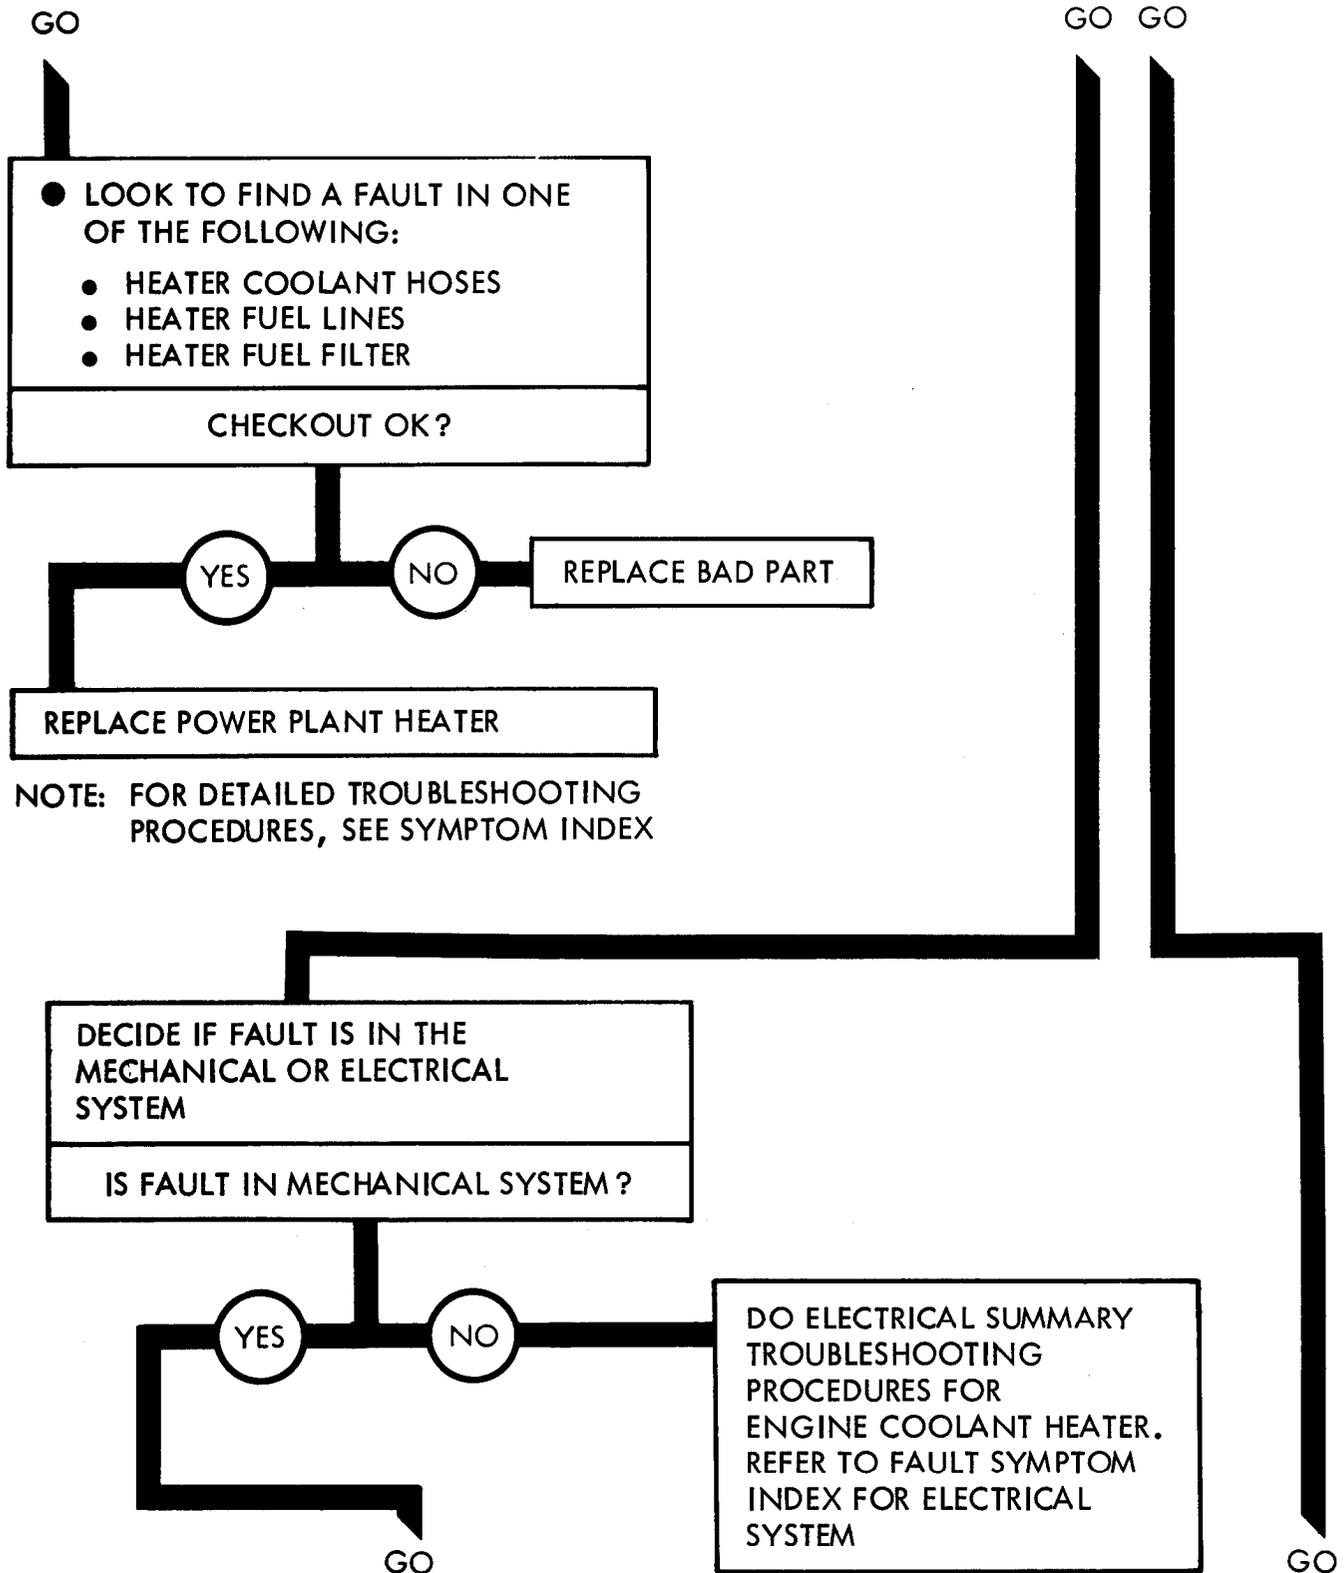 GO
GO GO
● LOOK TO FIND A FAULT IN ONE
OF THE FOLLOWING:
● HEATER COOLANT HOSES
● HEATER FUEL LINES
● HEATER FUEL FILTER
CHECKOUT OK?
YES
NO
REPLACE BAD PART
REPLACE POWER PLANT HEATER
NOTE: FOR DETAILED TROUBLESHOOTING
PROCEDURES, SEE SYMPTOM INDEX
DECIDE IF FAULT IS IN THE
MECHANICAL OR ELECTRICAL
SYSTEM
IS FAULT IN MECHANICAL SYSTEM?
YES
NO
DO ELECTRICAL SUMMARY
TROUBLESHOOTING
PROCEDURES FOR
ENGINE COOLANT HEATER.
REFER TO FAULT SYMPTOM
INDEX FOR ELECTRICAL
SYSTEM
GO
GO